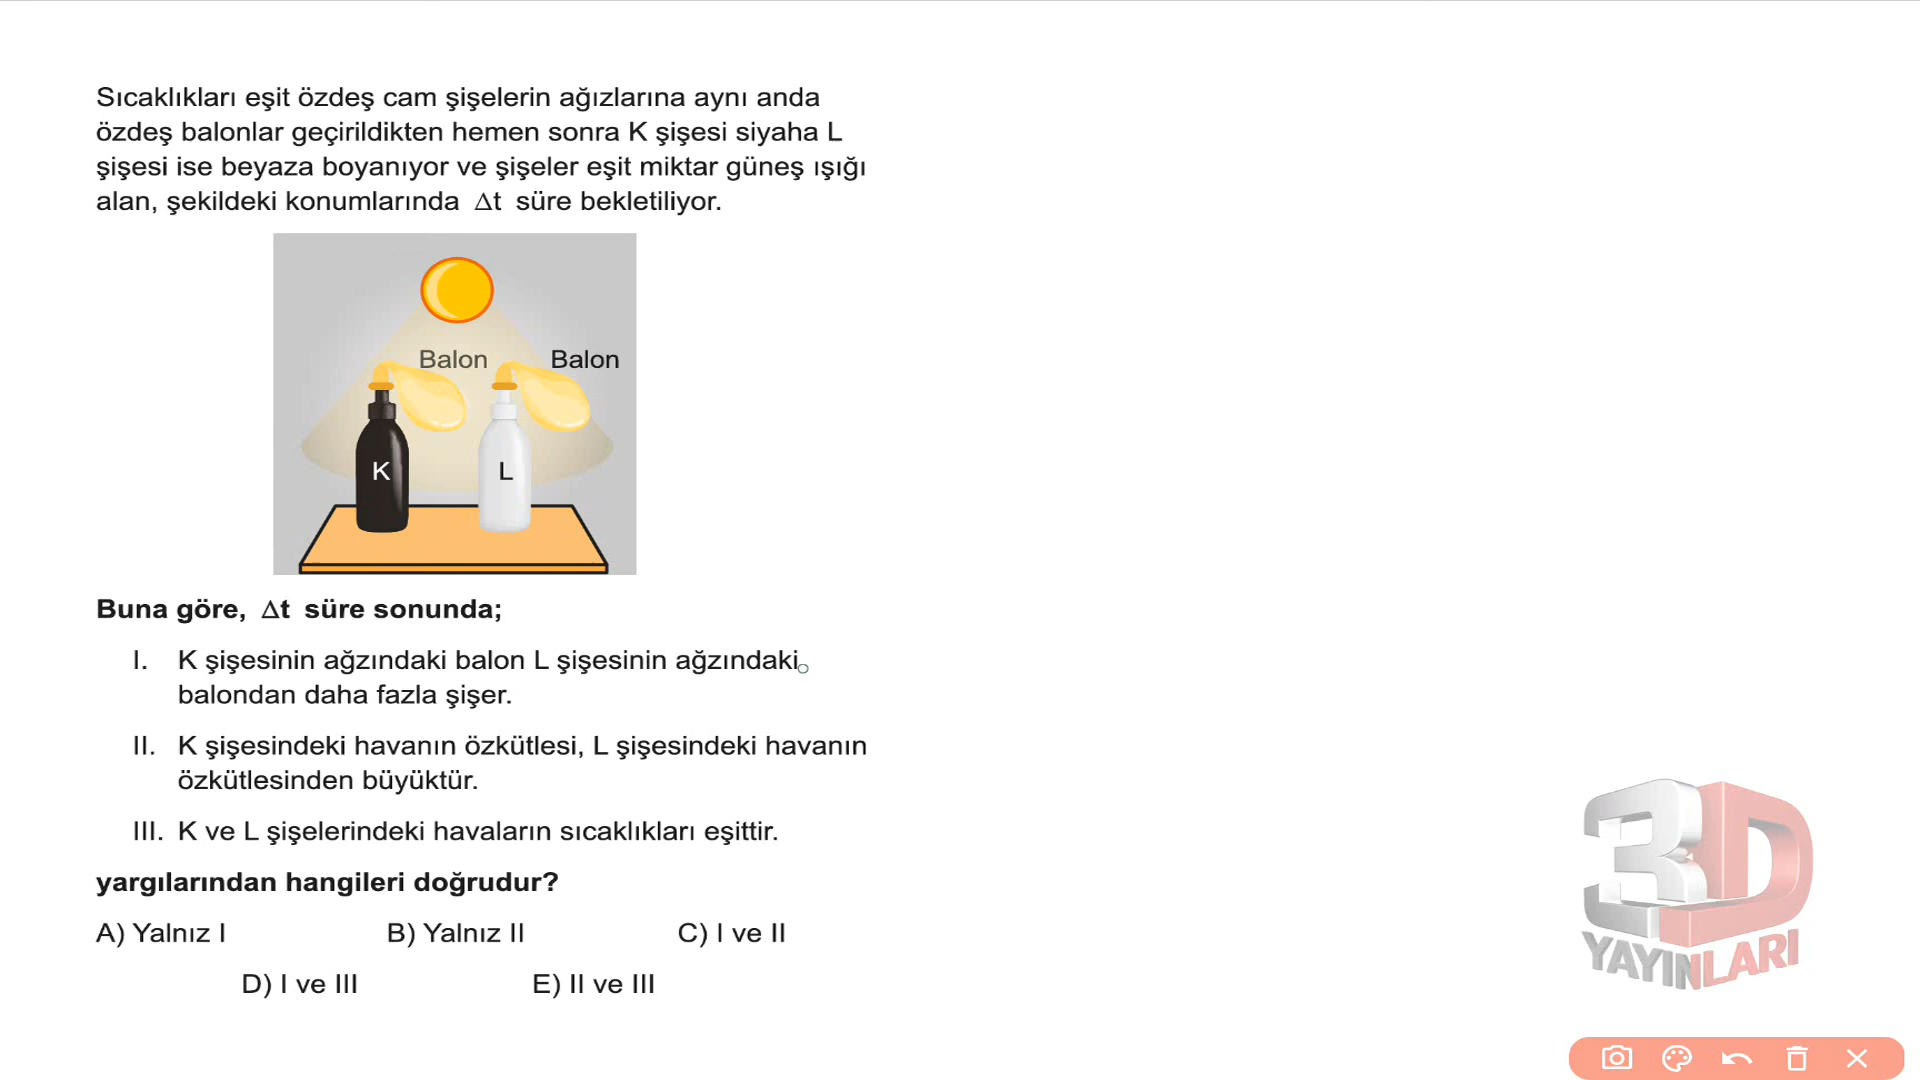 Sıcaklıkları eşit özdeş cam şişelerin ağızlarına aynı anda
özdeş balonlar geçirildikten hemen sonra K şişesi siyaha L
şişesi ise beyaza boyanıyor ve şişeler eşit miktar güneş ışığı
alan, şekildeki konumlarında Δt süre bekletiliyor.
Balon Balon
K L
Buna göre, Δt süre sonunda;
I. K şişesinin ağzındaki balon L şişesinin ağzındaki
balondan daha fazla şişer.
II. K şişesindeki havanın özkütlesi, L şişesindeki havanın
özkütlesinden büyüktür.
III. K ve L şişelerindeki havaların sıcaklıkları eşittir.
yargılarından hangileri doğrudur?
A) Yalnız I B) Yalnız II C) I ve II
D) I ve III E) II ve III
3D
YAYINLARI